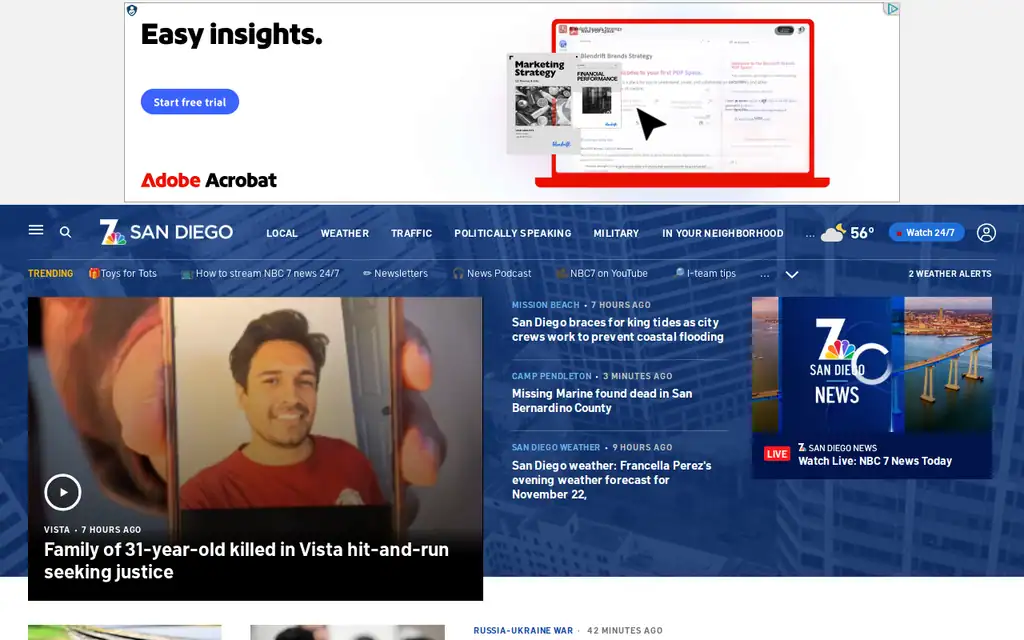 Easy insights.
Start free trial
Adobe Acrobat
Marketing
Strategy
FINANCIAL
PERFORMANCE
Blendrift Brands Strategy
7 SAN DIEGO
LOCAL
WEATHER
TRAFFIC
POLITICALLY SPEAKING
MILITARY
IN YOUR NEIGHBORHOOD
...
56º
Watch 24/7
TRENDING
Toys for Tots
How to stream NBC 7 news 24/7
Newsletters
News Podcast
NBC7 on YouTube
I-team tips
...
2 WEATHER ALERTS
VISTA • 7 HOURS AGO
Family of 31-year-old killed in Vista hit-and-run
seeking justice
MISSION BEACH • 7 HOURS AGO
San Diego braces for king tides as city
crews work to prevent coastal flooding
CAMP PENDLETON • 3 MINUTES AGO
Missing Marine found dead in San
Bernardino County
SAN DIEGO WEATHER • 9 HOURS AGO
San Diego weather: Francella Perez's
evening weather forecast for
November 22,
7
SAN DIEGO
NEWS
LIVE
7 SAN DIEGO NEWS
Watch Live: NBC 7 News Today
RUSSIA-UKRAINE WAR • 42 MINUTES AGO